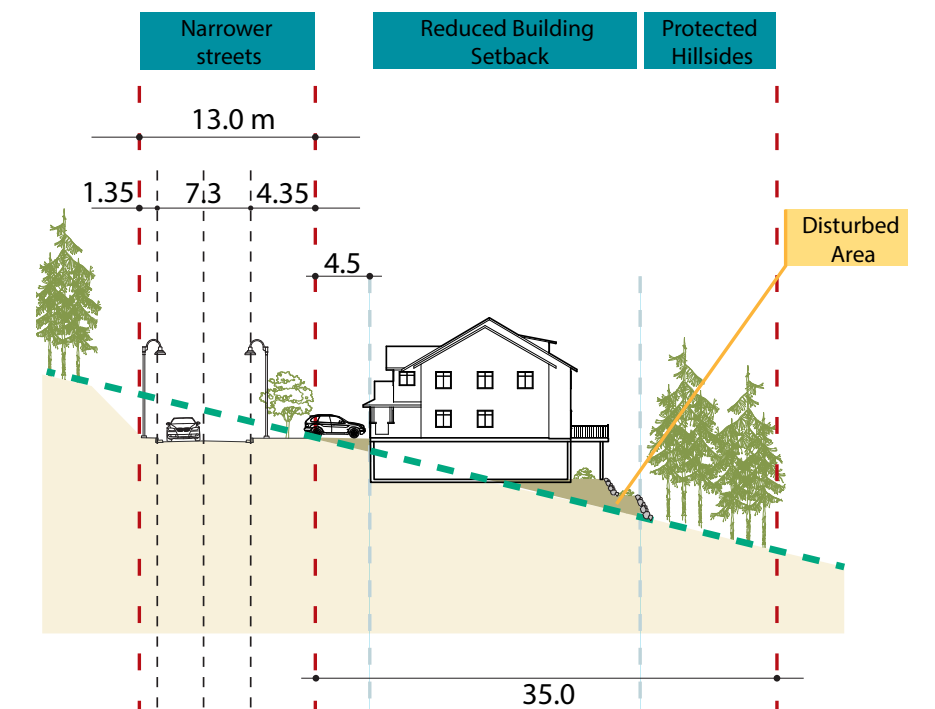 Narrower
streets
Reduced Building
Setback
Protected
Hillsides
13.0 m
1.35
7.3
4.35
4.5
Disturbed
Area
35.0